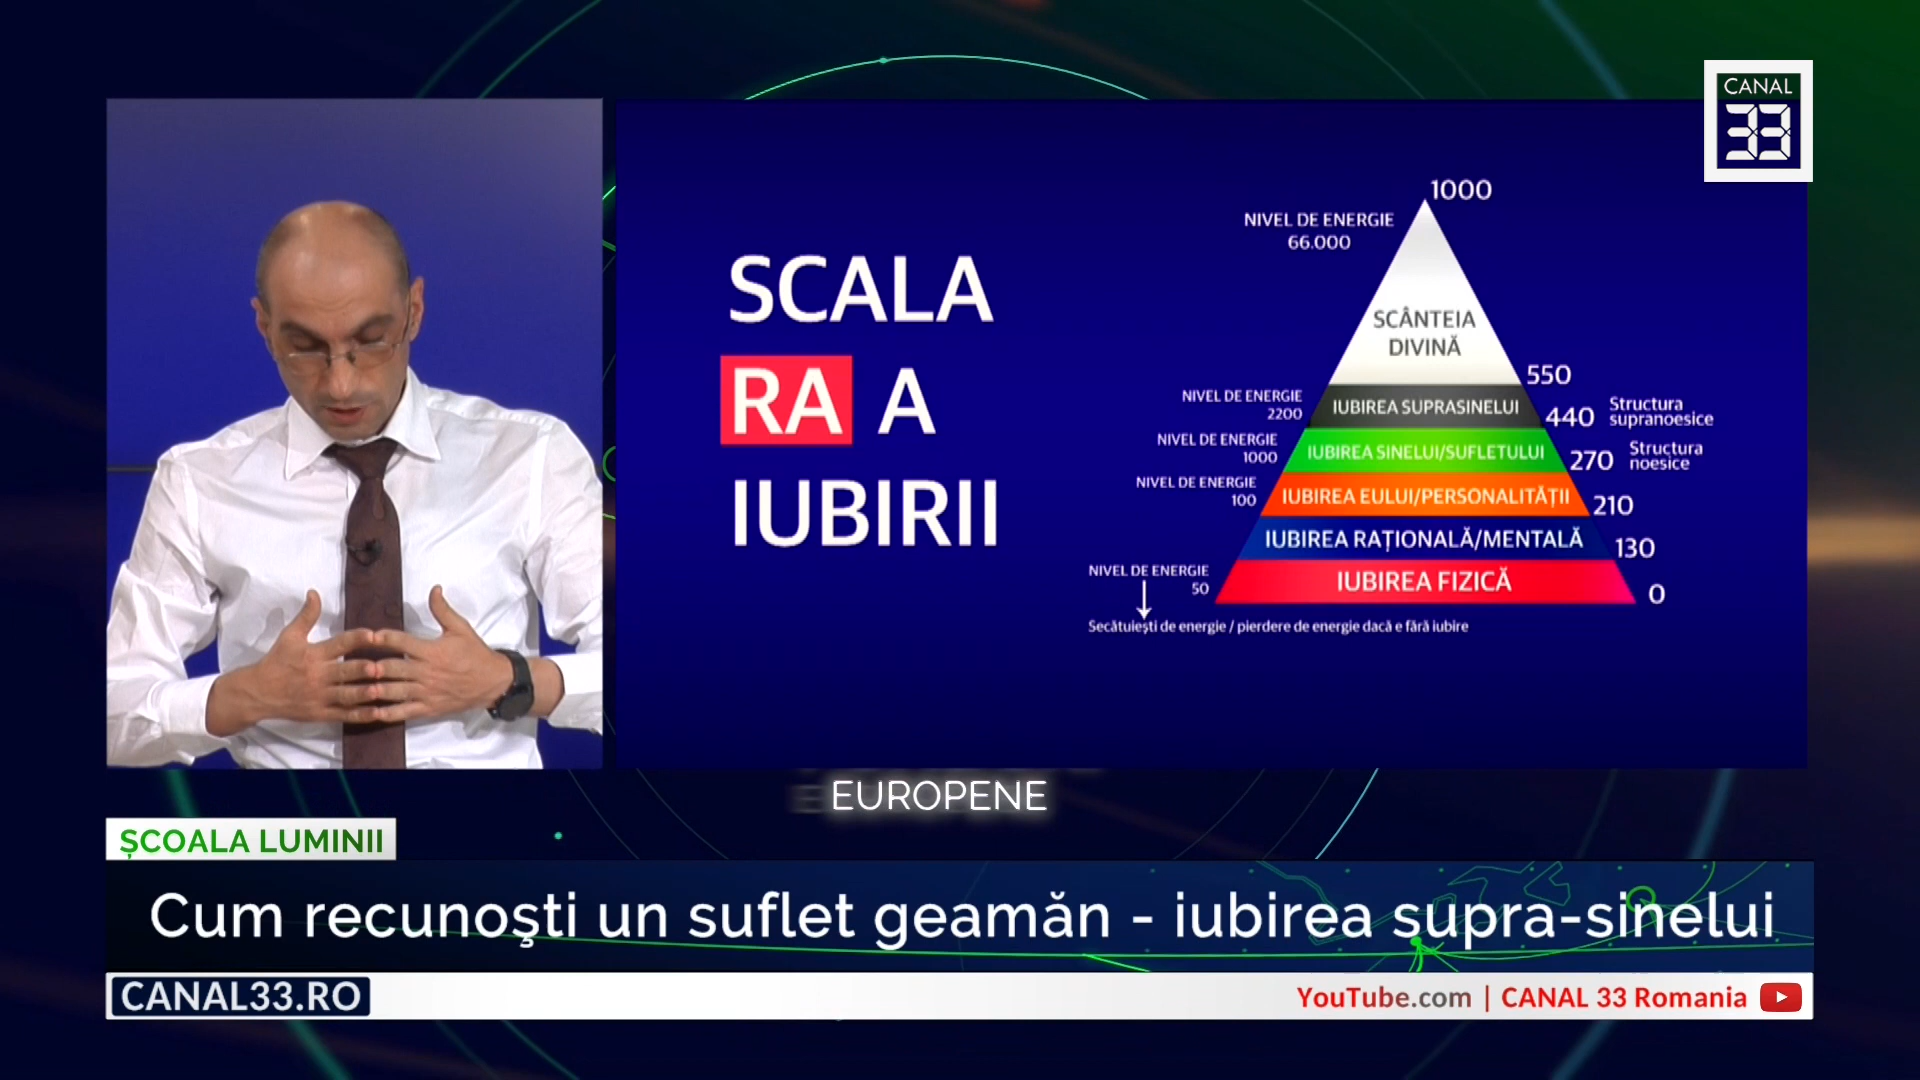 CANAL
33
SCALA
RA A
IUBIRII
1000
NIVEL DE ENERGIE
66.000
SCÂNTEIA
DIVINĂ
550
NIVEL DE ENERGIE
2200
IUBIREA SUPRASINELUI
440
Structura
supranoesice
NIVEL DE ENERGIE
1000
IUBIREA SINELUI/SUFLETULUI
270
Structura
noesice
NIVEL DE ENERGIE
100
IUBIREA EULUI/PERSONALITĂȚII
210
IUBIREA RAȚIONALĂ/MENTALĂ
130
NIVEL DE ENERGIE
50
IUBIREA FIZICĂ
0
Secătuiești de energie / pierdere de energie dacă e fără iubire
EUROPENE
ȘCOALA LUMINII
Cum recunoşti un suflet geamăn - iubirea supra-sinelui
CANAL33.RO
YouTube.com | CANAL 33 Romania